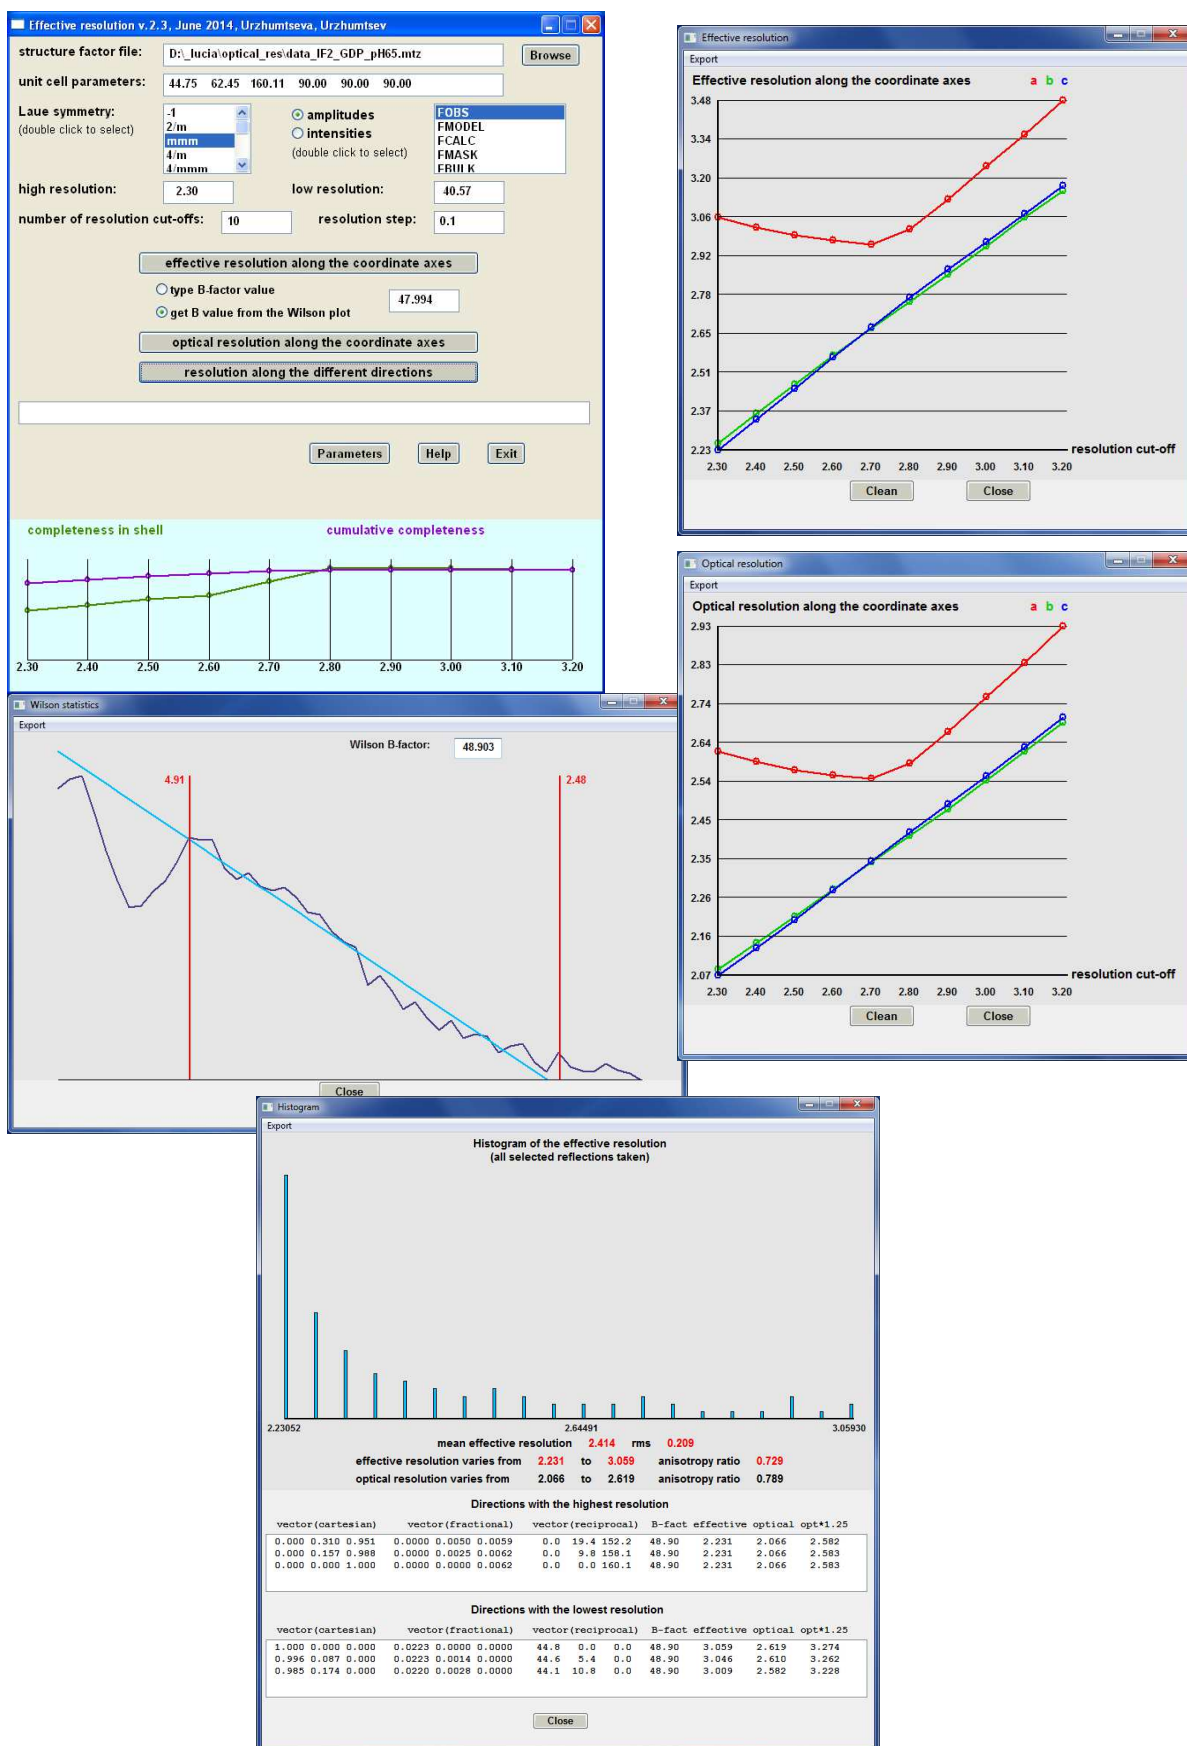 Effective resolution v.2.3, June 2014, Urzhumtseva, Urzhumtsev
structure factor file: D:\_lucia\optical_res\data_IF2_GDP_pH65.mtz Browse
unit cell parameters: 44.75 62.45 160.11 90.00 90.00 90.00
Laue symmetry:
(double click to select)
-1
2/m
mmm
4/m
4/mmm
amplitudes
intensities
(double click to select)
FOBS
FMODEL
FCALC
FMASK
FBULK
high resolution: 2.30 low resolution: 40.57
number of resolution cut-offs: 10 resolution step: 0.1
effective resolution along the coordinate axes
type B-factor value
47.994
get B value from the Wilson plot
optical resolution along the coordinate axes
resolution along the different directions
Parameters Help Exit
completeness in shell cumulative completeness
2.30 2.40 2.50 2.60 2.70 2.80 2.90 3.00 3.10 3.20
Effective resolution
Export
Effective resolution along the coordinate axes a b c
3.48
3.34
3.20
3.06
2.92
2.78
2.65
2.51
2.37
2.23
resolution cut-off
2.30 2.40 2.50 2.60 2.70 2.80 2.90 3.00 3.10 3.20
Clean Close
Optical resolution
Export
Optical resolution along the coordinate axes a b c
2.93
2.83
2.74
2.64
2.54
2.45
2.35
2.26
2.16
2.07
resolution cut-off
2.30 2.40 2.50 2.60 2.70 2.80 2.90 3.00 3.10 3.20
Clean Close
Wilson statistics
Export
Wilson B-factor: 48.903
4.91 2.48
Close
Histogram
Export
Histogram of the effective resolution
(all selected reflections taken)
2.23052 2.64491 3.05930
mean effective resolution 2.414 rms 0.209
effective resolution varies from 2.231 to 3.059 anisotropy ratio 0.729
optical resolution varies from 2.066 to 2.619 anisotropy ratio 0.789
Directions with the highest resolution
vector(cartesian) vector(fractional) vector(reciprocal) B-fact effective optical opt*1.25
0.000 0.310 0.951 0.0000 0.0050 0.0059 0.0 19.4 152.2 48.90 2.231 2.066 2.582
0.000 0.157 0.988 0.0000 0.0025 0.0062 0.0 9.8 158.1 48.90 2.231 2.066 2.583
0.000 0.000 1.000 0.0000 0.0000 0.0062 0.0 0.0 160.1 48.90 2.231 2.066 2.583
Directions with the lowest resolution
vector(cartesian) vector(fractional) vector(reciprocal) B-fact effective optical opt*1.25
1.000 0.000 0.000 0.0223 0.0000 0.0000 44.8 0.0 0.0 48.90 3.059 2.619 3.274
0.996 0.087 0.000 0.0223 0.0014 0.0000 44.6 5.4 0.0 48.90 3.046 2.610 3.262
0.985 0.174 0.000 0.0220 0.0028 0.0000 44.1 10.8 0.0 48.90 3.009 2.582 3.228
Close